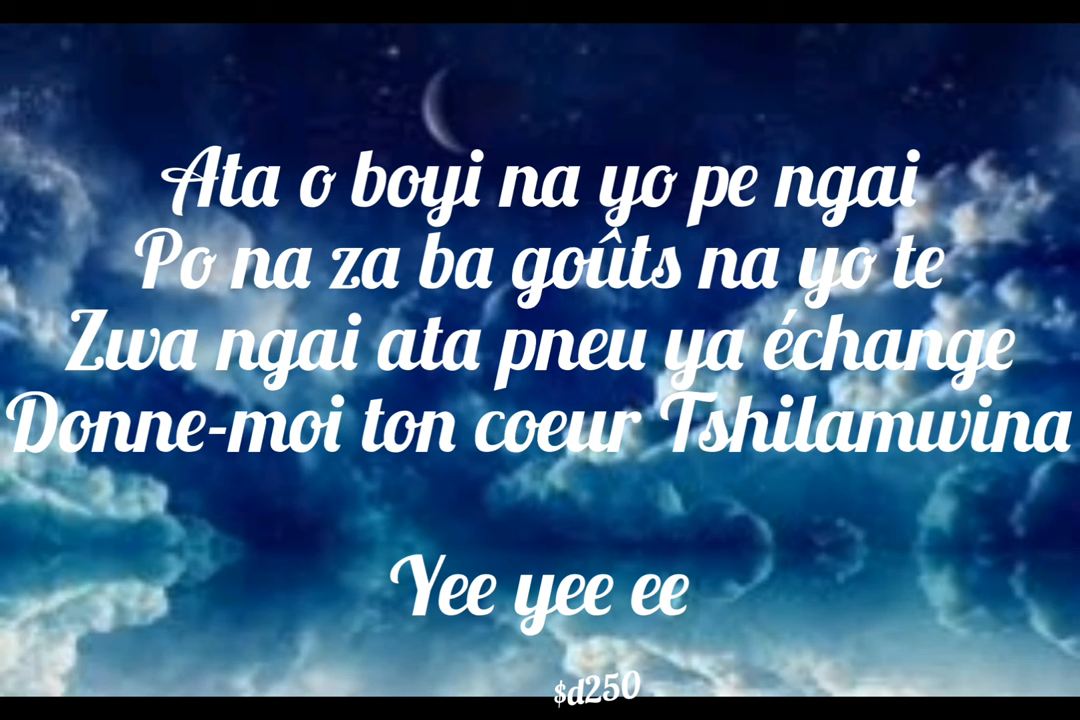 Ata o boyi na yo pe ngai
Po na za ba goûts na yo te
Zwa ngai ata pneu ya échange
Donne-moi ton coeur Tshilamwina
Yee yee ee
$d250